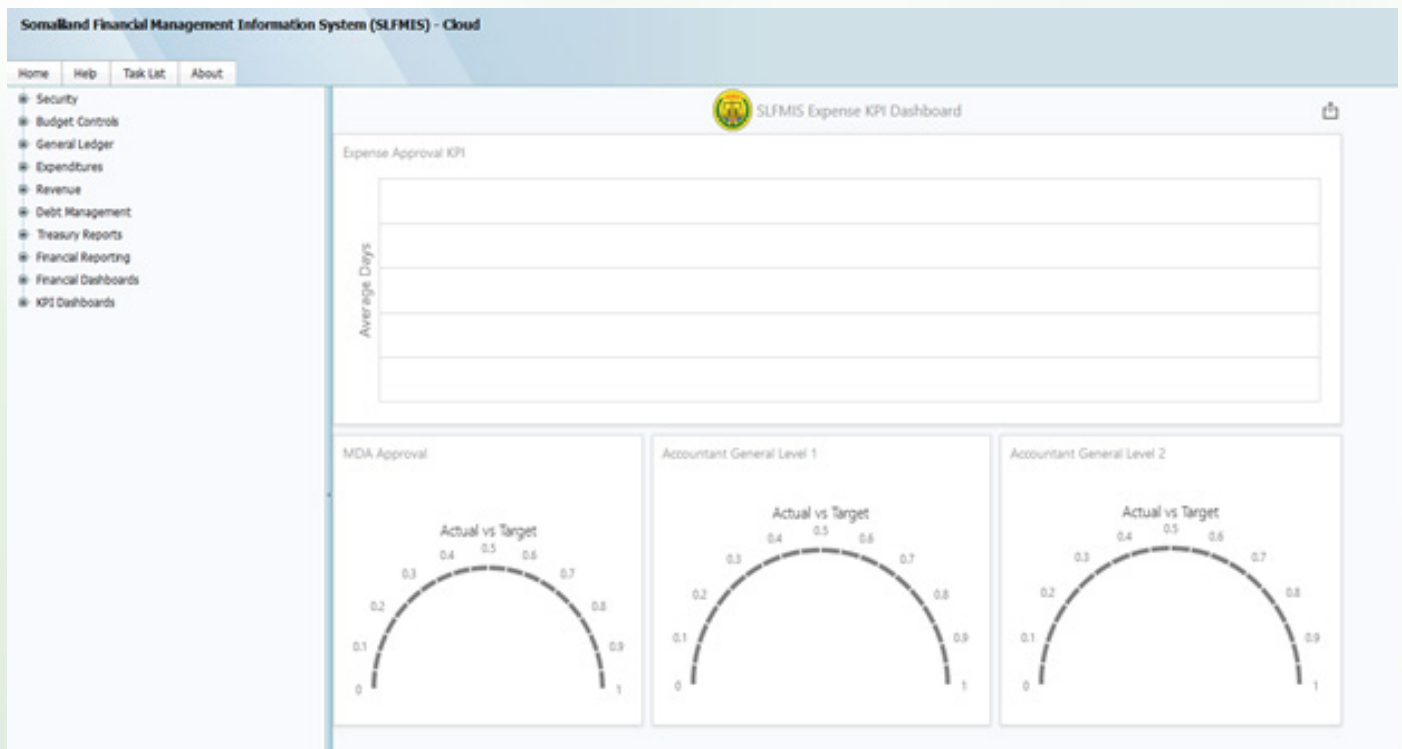 Somaliland Financial Management Information System (SLFMIS) - Cloud
Home Help Task List About
Security
Budget Controls
General Ledger
Expenditures
Revenue
Debt Management
Treasury Reports
Financial Reporting
Financial Dashboards
KPI Dashboards
SLFMIS Expense KPI Dashboard
Expense Approval KPI
Average Days
MDA Approval
Actual vs Target
0 0.1 0.2 0.3 0.4 0.5 0.6 0.7 0.8 0.9 1
Accountant General Level 1
Actual vs Target
0 0.1 0.2 0.3 0.4 0.5 0.6 0.7 0.8 0.9 1
Accountant General Level 2
Actual vs Target
0 0.1 0.2 0.3 0.4 0.5 0.6 0.7 0.8 0.9 1